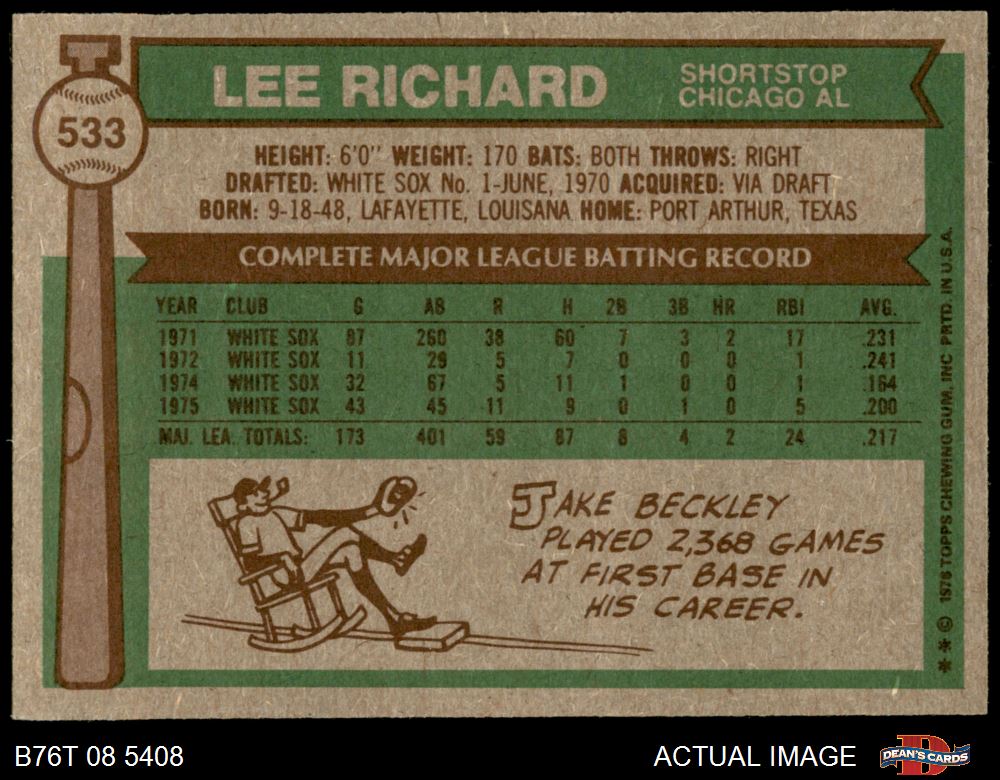 533
LEE RICHARD
SHORTSTOP
CHICAGO AL
HEIGHT: 6'0" WEIGHT: 170 BATS: BOTH THROWS: RIGHT
DRAFTED: WHITE SOX No. 1-JUNE, 1970 ACQUIRED: VIA DRAFT
BORN: 9-18-48, LAFAYETTE, LOUISANA HOME: PORT ARTHUR, TEXAS
COMPLETE MAJOR LEAGUE BATTING RECORD
YEAR CLUB G AB R H 2B 3B HR RBI AVG.
1971 WHITE SOX 87 260 38 60 7 3 2 17 .231
1972 WHITE SOX 11 29 5 7 0 0 0 1 .241
1974 WHITE SOX 32 67 5 11 1 0 0 1 .164
1975 WHITE SOX 43 45 11 9 0 1 0 5 .200
MAJ. LEA. TOTALS: 173 401 59 87 8 4 2 24 .217
JAKE BECKLEY
PLAYED 2,368 GAMES
AT FIRST BASE IN
HIS CAREER.
* * © 1976 TOPPS CHEWING GUM, INC PRTD. IN U.S.A.
B76T 08 5408
ACTUAL IMAGE
DEAN'S CARDS